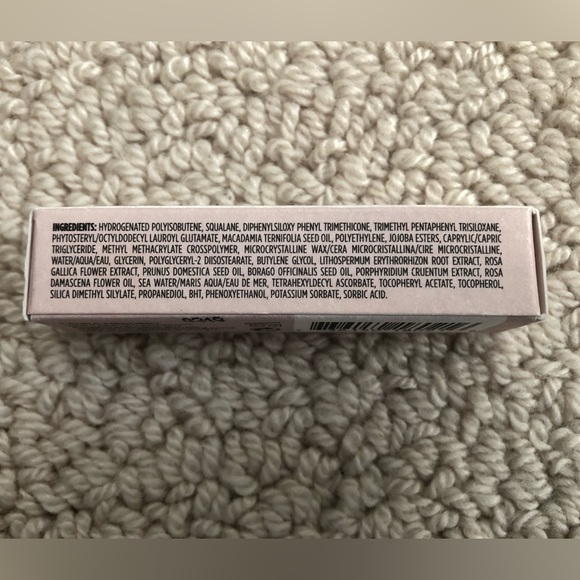 INGREDIENTS: HYDROGENATED POLYISOBUTENE, SQUALANE, DIPHENYLSILOXY PHENYL TRIMETHICONE, TRIMETHYL PENTAPHENYL TRISILOXANE,
PHYTOSTERYL/OCTYLDODECYL LAUROYL GLUTAMATE, MACADAMIA TERNIFOLIA SEED OIL, POLYETHYLENE, JOJOBA ESTERS, CAPRYLIC/CAPRIC
TRIGLYCERIDE, METHYL METHACRYLATE CROSSPOLYMER, MICROCRYSTALLINE WAX/CERA MICROCRISTALLINA/CIRE MICROCRISTALLINE,
WATER/AQUA/EAU, GLYCERIN, POLYGLYCERYL-2 DIISOSTEARATE, BUTYLENE GLYCOL, LITHOSPERMUM ERYTHRORHIZON ROOT EXTRACT, ROSA
GALLICA FLOWER EXTRACT, PRUNUS DOMESTICA SEED OIL, BORAGO OFFICINALIS SEED OIL, PORPHYRIDIUM CRUENTUM EXTRACT, ROSA
DAMASCENA FLOWER OIL, SEA WATER/MARIS AQUA/EAU DE MER, TETRAHEXYLDECYL ASCORBATE, TOCOPHERYL ACETATE, TOCOPHEROL,
SILICA DIMETHYL SILYLATE, PROPANEDIOL, BHT, PHENOXYETHANOL, POTASSIUM SORBATE, SORBIC ACID.